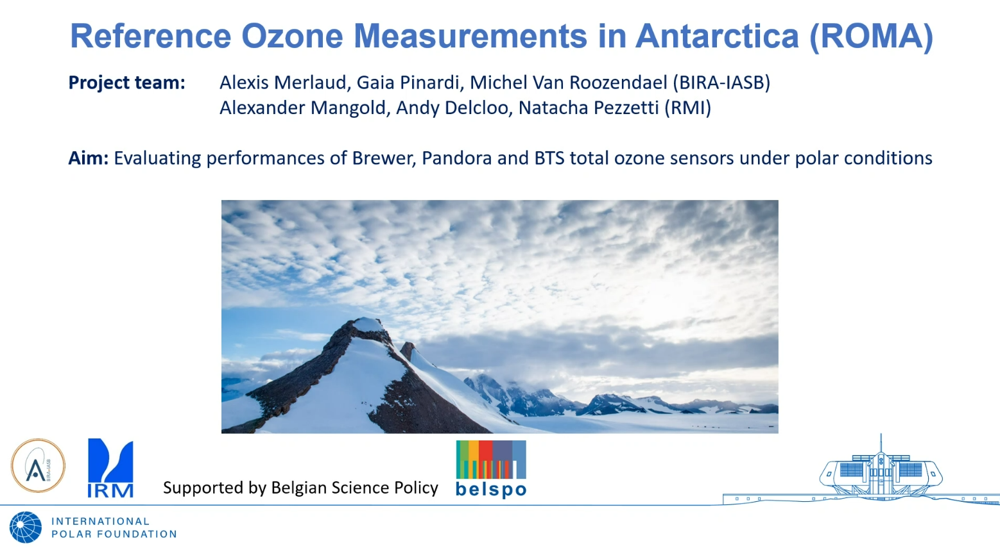 Reference Ozone Measurements in Antarctica (ROMA)
Project team: Alexis Merlaud, Gaia Pinardi, Michel Van Roozendael (BIRA-IASB)
Alexander Mangold, Andy Delcloo, Natacha Pezzetti (RMI)
Aim: Evaluating performances of Brewer, Pandora and BTS total ozone sensors under polar conditions
BIRA-IASB
IRM
Supported by Belgian Science Policy
belspo
INTERNATIONAL
POLAR FOUNDATION